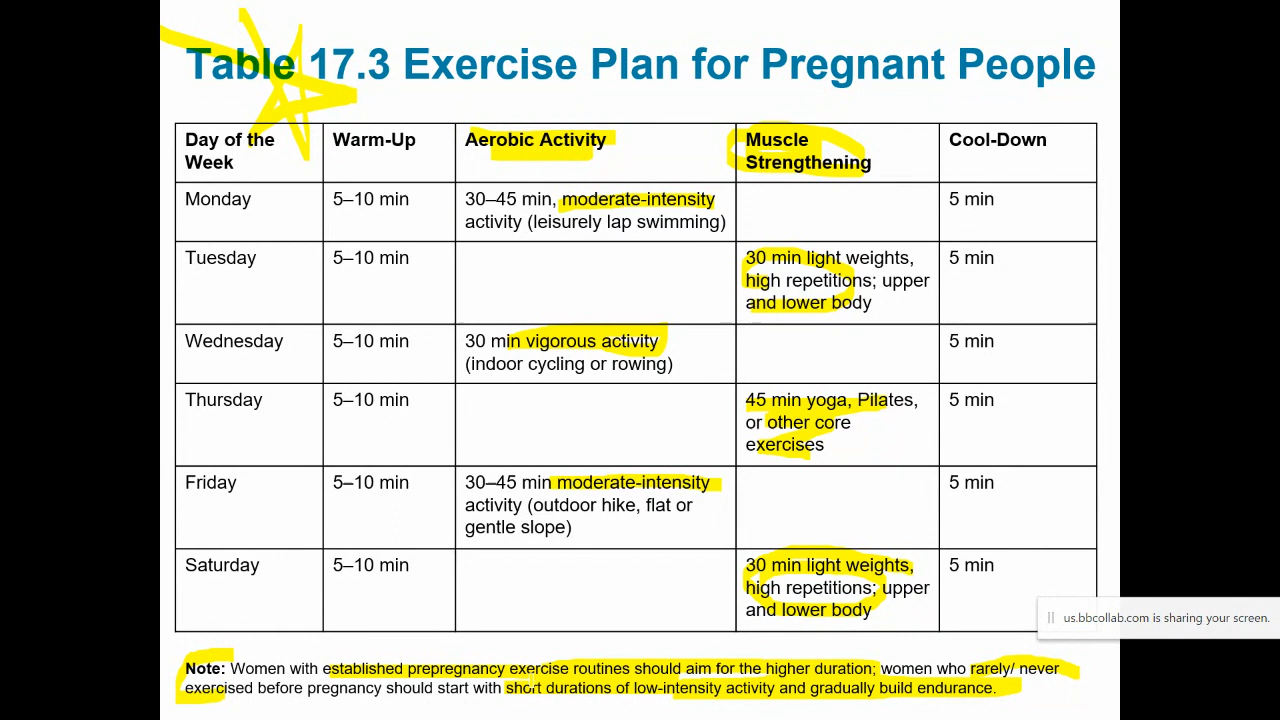 Table 17.3 Exercise Plan for Pregnant People
Day of the Week Warm-Up Aerobic Activity Muscle Strengthening Cool-Down
Monday 5–10 min 30–45 min, moderate-intensity activity (leisurely lap swimming) 5 min
Tuesday 5–10 min 30 min light weights, high repetitions; upper and lower body 5 min
Wednesday 5–10 min 30 min vigorous activity (indoor cycling or rowing) 5 min
Thursday 5–10 min 45 min yoga, Pilates, or other core exercises 5 min
Friday 5–10 min 30–45 min moderate-intensity activity (outdoor hike, flat or gentle slope) 5 min
Saturday 5–10 min 30 min light weights, high repetitions; upper and lower body 5 min
us.bbcollab.com is sharing your screen.
Note: Women with established prepregnancy exercise routines should aim for the higher duration; women who rarely/ never
exercised before pregnancy should start with short durations of low-intensity activity and gradually build endurance.